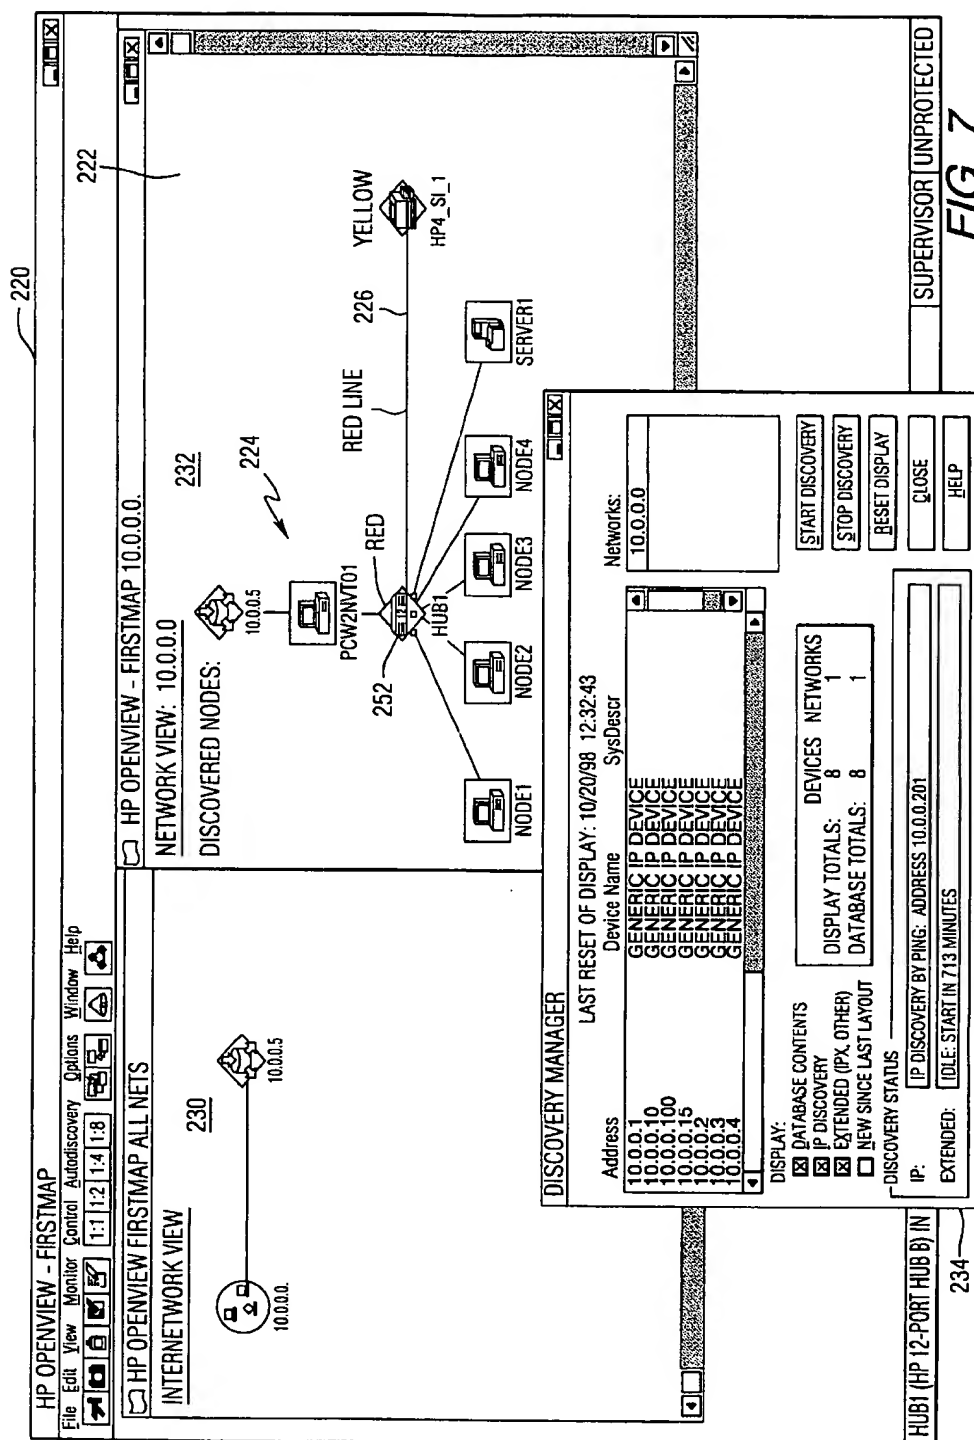 220
HP OPENVIEW - FIRSTMAP
File Edit View Monitor Control Autodiscovery Options Window Help
1:1 1:2 1:4 1:8
HP OPENVIEW FIRSTMAP ALL NETS
INTERNETWORK VIEW
230
10.0.0.0.
10.0.0.5
222
HP OPENVIEW - FIRSTMAP 10.0.0.0.
NETWORK VIEW: 10.0.0.0
232
DISCOVERED NODES:
10.0.0.5
224
PCW2NVT01
RED
RED LINE
226
YELLOW
HP4_SI_1
252
HUB1
NODE1
NODE2
NODE3
NODE4
SERVER1
DISCOVERY MANAGER
LAST RESET OF DISPLAY: 10/20/98 12:32:43
Address Device Name SysDescr
10.0.0.1 GENERIC IP DEVICE
10.0.0.10 GENERIC IP DEVICE
10.0.0.100 GENERIC IP DEVICE
10.0.0.15 GENERIC IP DEVICE
10.0.0.2 GENERIC IP DEVICE
10.0.0.3 GENERIC IP DEVICE
10.0.0.4 GENERIC IP DEVICE
Networks:
10.0.0.0
DISPLAY:
DATABASE CONTENTS
IP DISCOVERY
EXTENDED (IPX, OTHER)
NEW SINCE LAST LAYOUT
DEVICES NETWORKS
DISPLAY TOTALS: 8 1
DATABASE TOTALS: 8 1
START DISCOVERY
STOP DISCOVERY
RESET DISPLAY
CLOSE
HELP
DISCOVERY STATUS
IP: IP DISCOVERY BY PING: ADDRESS 10.0.0.201
EXTENDED: IDLE: START IN 713 MINUTES
HUB1 (HP 12-PORT HUB B) IN
SUPERVISOR UNPROTECTED
234
FIG. 7